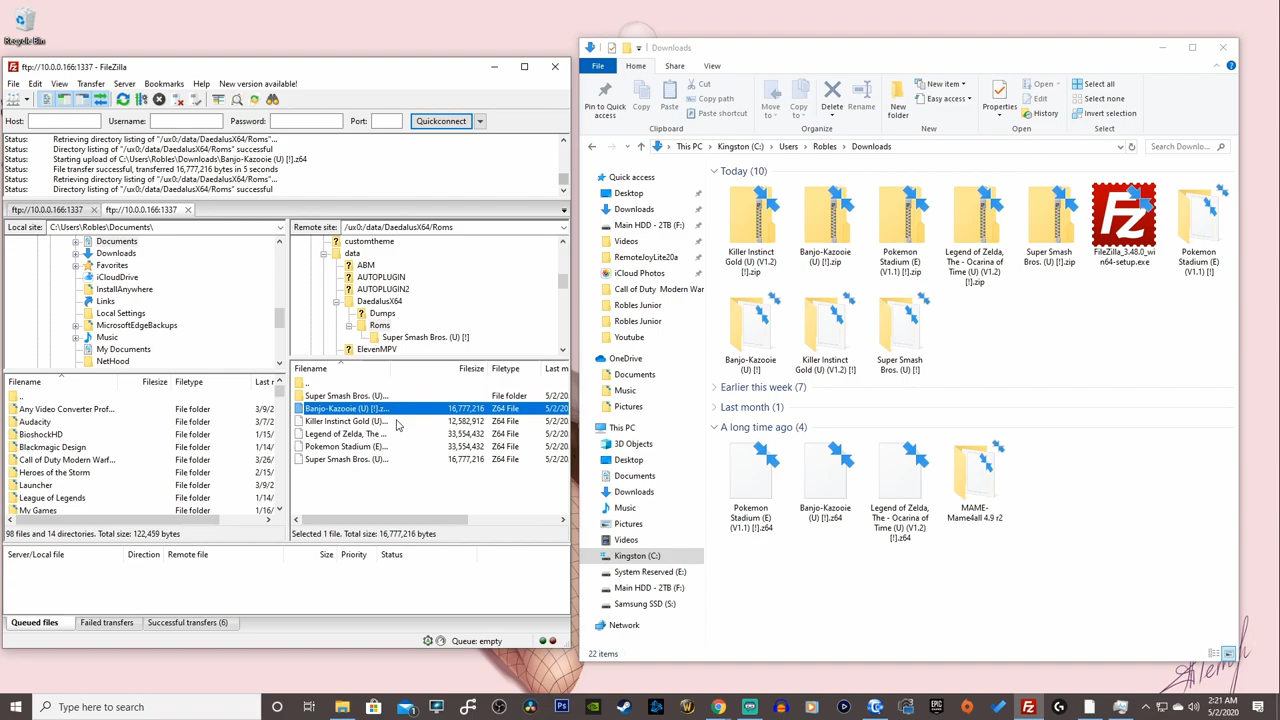 Recycle Bin
ftp://10.0.0.166:1337 - FileZilla
File Edit View Transfer Server Bookmarks Help New version available!
Host: Username: Password: Port: Quickconnect
Status: Retrieving directory listing of "/ux0:/data/DaedalusX64/Roms"...
Status: Directory listing of "/ux0:/data/DaedalusX64/Roms" successful
Status: Starting upload of C:\Users\Robles\Downloads\Banjo-Kazooie (U) [!].z64
Status: File transfer successful, transferred 16,777,216 bytes in 5 seconds
Status: Retrieving directory listing of "/ux0:/data/DaedalusX64/Roms"...
Status: Directory listing of "/ux0:/data/DaedalusX64/Roms" successful
ftp://10.0.0.166:1337 ftp://10.0.0.166:1337
Local site: C:\Users\Robles\Documents\
Documents
Downloads
Favorites
iCloudDrive
InstallAnywhere
Links
Local Settings
MicrosoftEdgeBackups
Music
My Documents
NetHood
Remote site: /ux0:/data/DaedalusX64/Roms
customtheme
data
ABM
AUTOPLUGIN
AUTOPLUGIN2
DaedalusX64
Dumps
Roms
Super Smash Bros. (U) [!]
ElevenMPV
Filename Filesize Filetype Last r
..
Any Video Converter Prof... File folder 3/9/2
Audacity File folder 3/9/2
BioshockHD File folder 1/15/
Blackmagic Design File folder 1/14/
Call of Duty Modern Warf... File folder 3/26/
Heroes of the Storm File folder 3/9/2
Launcher File folder 3/9/2
League of Legends File folder 1/14/
My Games File folder 9/10/
98 files and 14 directories. Total size: 122,459 bytes
Filename Filesize Filetype Last m
..
Super Smash Bros. (U)... File folder 5/2/20
Banjo-Kazooie (U) [!].z... 16,777,216 Z64 File 5/2/20
Killer Instinct Gold (U)... 12,582,912 Z64 File 5/2/20
Legend of Zelda, The ... 33,554,432 Z64 File 5/2/20
Pokemon Stadium (E)... 33,554,432 Z64 File 5/2/20
Super Smash Bros. (U)... 16,777,216 Z64 File 5/2/20
Selected 1 file. Total size: 16,777,216 bytes
Server/Local file Direction Remote file Size Priority Status
Queued files Failed transfers Successful transfers (6)
Queue: empty
Downloads
File Home Share View
Pin to Quick access
Copy
Paste
Cut
Copy path
Paste shortcut
Clipboard
Move to
Copy to
Delete
Rename
Organize
New folder
New item
Easy access
New
Properties
Open
Edit
History
Open
Select all
Select none
Invert selection
Select
This PC Kingston (C:) Users Robles Downloads
Search Downlo...
Quick access
Desktop
Downloads
Main HDD - 2TB (F:)
Videos
RemoteJoyLite20a
iCloud Photos
Call of Duty Modern War
Robles Junior
Robles Junior
Youtube
OneDrive
Documents
Music
Pictures
This PC
3D Objects
Desktop
Documents
Downloads
Music
Pictures
Videos
Kingston (C:)
System Reserved (E:)
Main HDD - 2TB (F:)
Samsung SSD (S:)
Network
Today (10)
Killer Instinct Gold (U) (V1.2) [!].zip
Banjo-Kazooie (U) [!].zip
Pokemon Stadium (E) (V1.1) [!].zip
Legend of Zelda, The - Ocarina of Time (U) (V1.2) [!].zip
Super Smash Bros. (U) [!].zip
FileZilla_3.48.0_win64-setup.exe
Pokemon Stadium (E) (V1.1) [!]
Banjo-Kazooie (U) [!]
Killer Instinct Gold (U) (V1.2) [!]
Super Smash Bros. (U) [!]
Earlier this week (7)
Last month (1)
A long time ago (4)
Pokemon Stadium (E) (V1.1) [!].z64
Banjo-Kazooie (U) [!].z64
Legend of Zelda, The - Ocarina of Time (U) (V1.2) [!].z64
MAME-Mame4all 4.9 r2
22 items
Type here to search
2:21 AM
5/2/2020